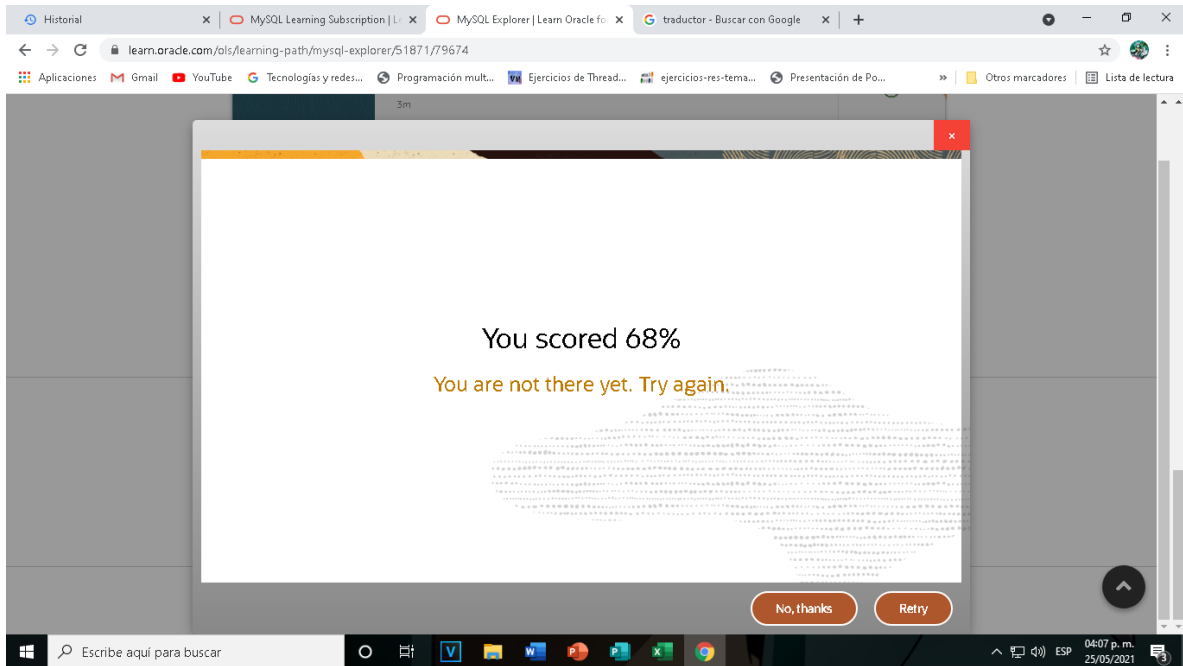 Historial
MySQL Learning Subscription | Le
MySQL Explorer | Learn Oracle fo
traductor - Buscar con Google
learn.oracle.com/ols/learning-path/mysql-explorer/51871/79674
Aplicaciones
Gmail
YouTube
Tecnologías y redes...
Programación mult...
Ejercicios de Thread...
ejercicios-res-tema...
Presentación de Po...
»
Otros marcadores
Lista de lectura
3m
You scored 68%
You are not there yet. Try again.
No, thanks
Retry
Escribe aquí para buscar
ESP
04:07 p. m.
25/05/2021
3